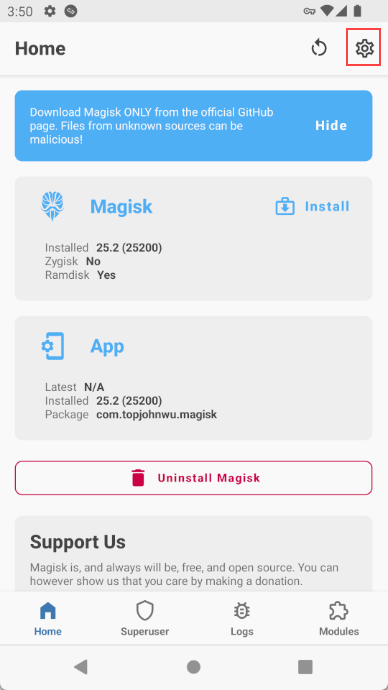 3:50
Home
Download Magisk ONLY from the official GitHub
page. Files from unknown sources can be
malicious!
Hide
Magisk
Install
Installed 25.2 (25200)
Zygisk No
Ramdisk Yes
App
Latest N/A
Installed 25.2 (25200)
Package com.topjohnwu.magisk
Uninstall Magisk
Support Us
Magisk is, and always will be, free, and open source. You can
however show us that you care by making a donation.
Home Superuser Logs Modules